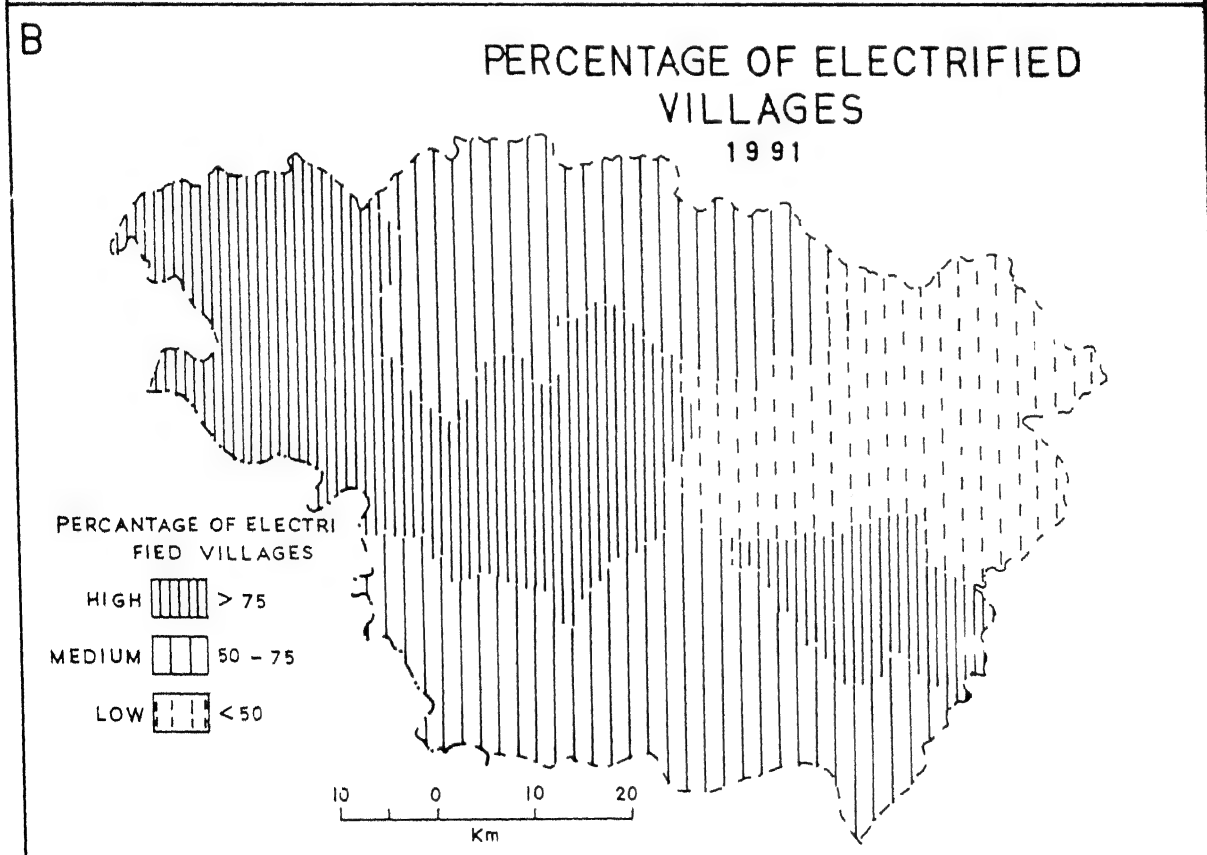 B
PERCENTAGE OF ELECTRIFIED
VILLAGES
1991
PERCANTAGE OF ELECTRI
FIED VILLAGES
HIGH > 75
MEDIUM 50 - 75
LOW < 50
10 0 10 20
Km